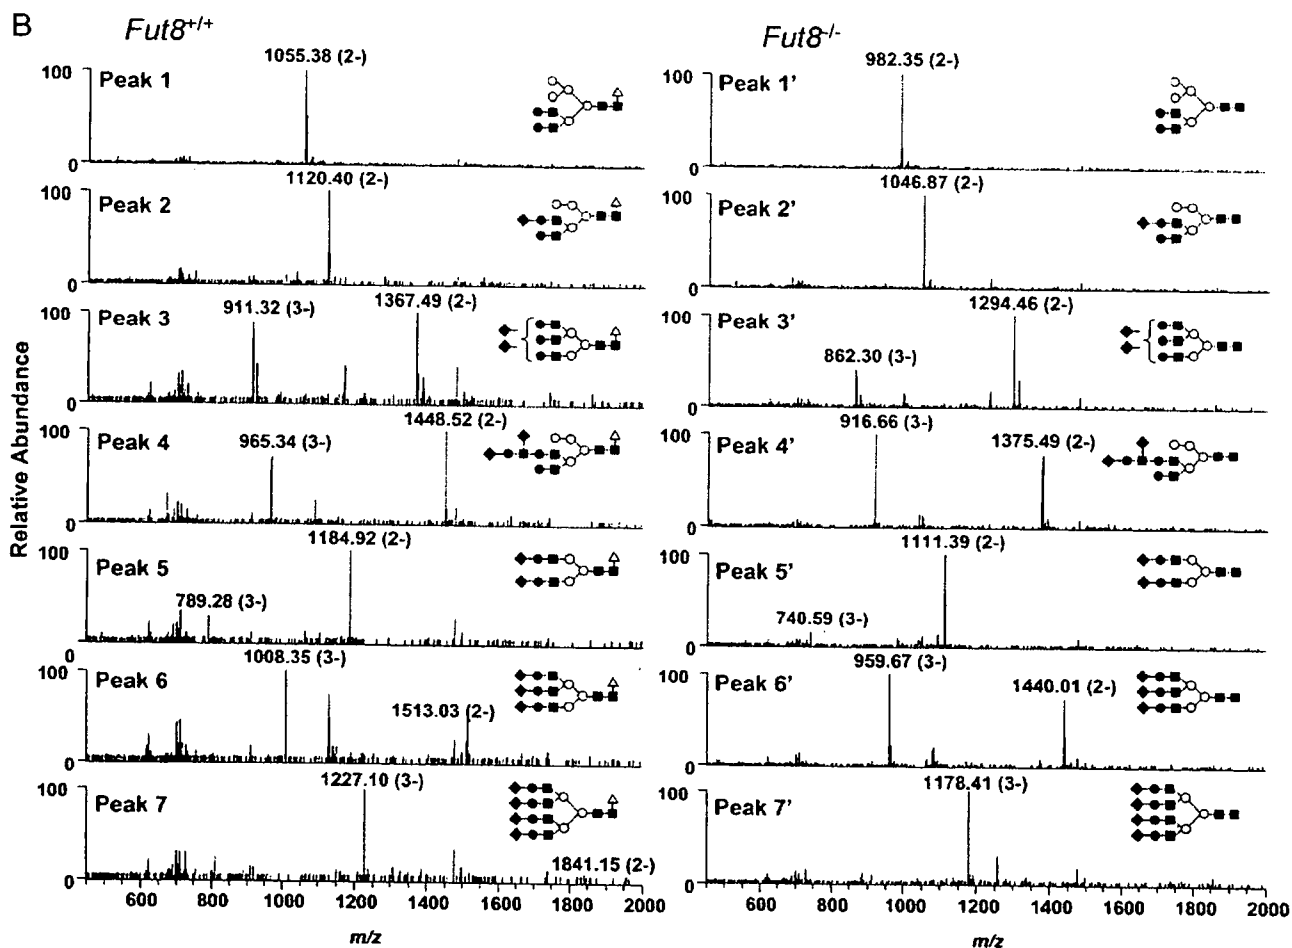 B
Fut8+/+
Fut8-/-
Relative Abundance
1055.38 (2-)
100
Peak 1
0
982.35 (2-)
100
Peak 1'
0
1120.40 (2-)
100
Peak 2
0
1046.87 (2-)
100
Peak 2'
0
911.32 (3-)
1367.49 (2-)
100
Peak 3
0
1294.46 (2-)
862.30 (3-)
100
Peak 3'
0
965.34 (3-)
1448.52 (2-)
100
Peak 4
0
916.66 (3-)
1375.49 (2-)
100
Peak 4'
0
1184.92 (2-)
789.28 (3-)
100
Peak 5
0
1111.39 (2-)
740.59 (3-)
100
Peak 5'
0
1008.35 (3-)
1513.03 (2-)
100
Peak 6
0
959.67 (3-)
1440.01 (2-)
100
Peak 6'
0
1227.10 (3-)
1841.15 (2-)
100
Peak 7
0
1178.41 (3-)
100
Peak 7'
0
600 800 1000 1200 1400 1600 1800 2000
m/z
600 800 1000 1200 1400 1600 1800 2000
m/z